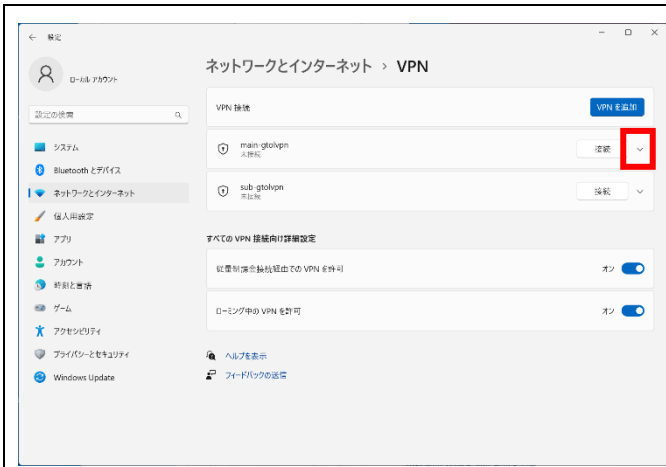 設定
ローカル アカウント
設定の検索
システム
Bluetooth とデバイス
ネットワークとインターネット
個人用設定
アプリ
アカウント
時刻と言語
ゲーム
アクセシビリティ
プライバシーとセキュリティ
Windows Update
ネットワークとインターネット > VPN
VPN 接続
VPN を追加
main-gtolvpn
未接続
接続
sub-gtolvpn
未接続
接続
すべての VPN 接続向け詳細設定
従量制課金接続経由での VPN を許可
オン
ローミング中の VPN を許可
オン
ヘルプを表示
フィードバックの送信